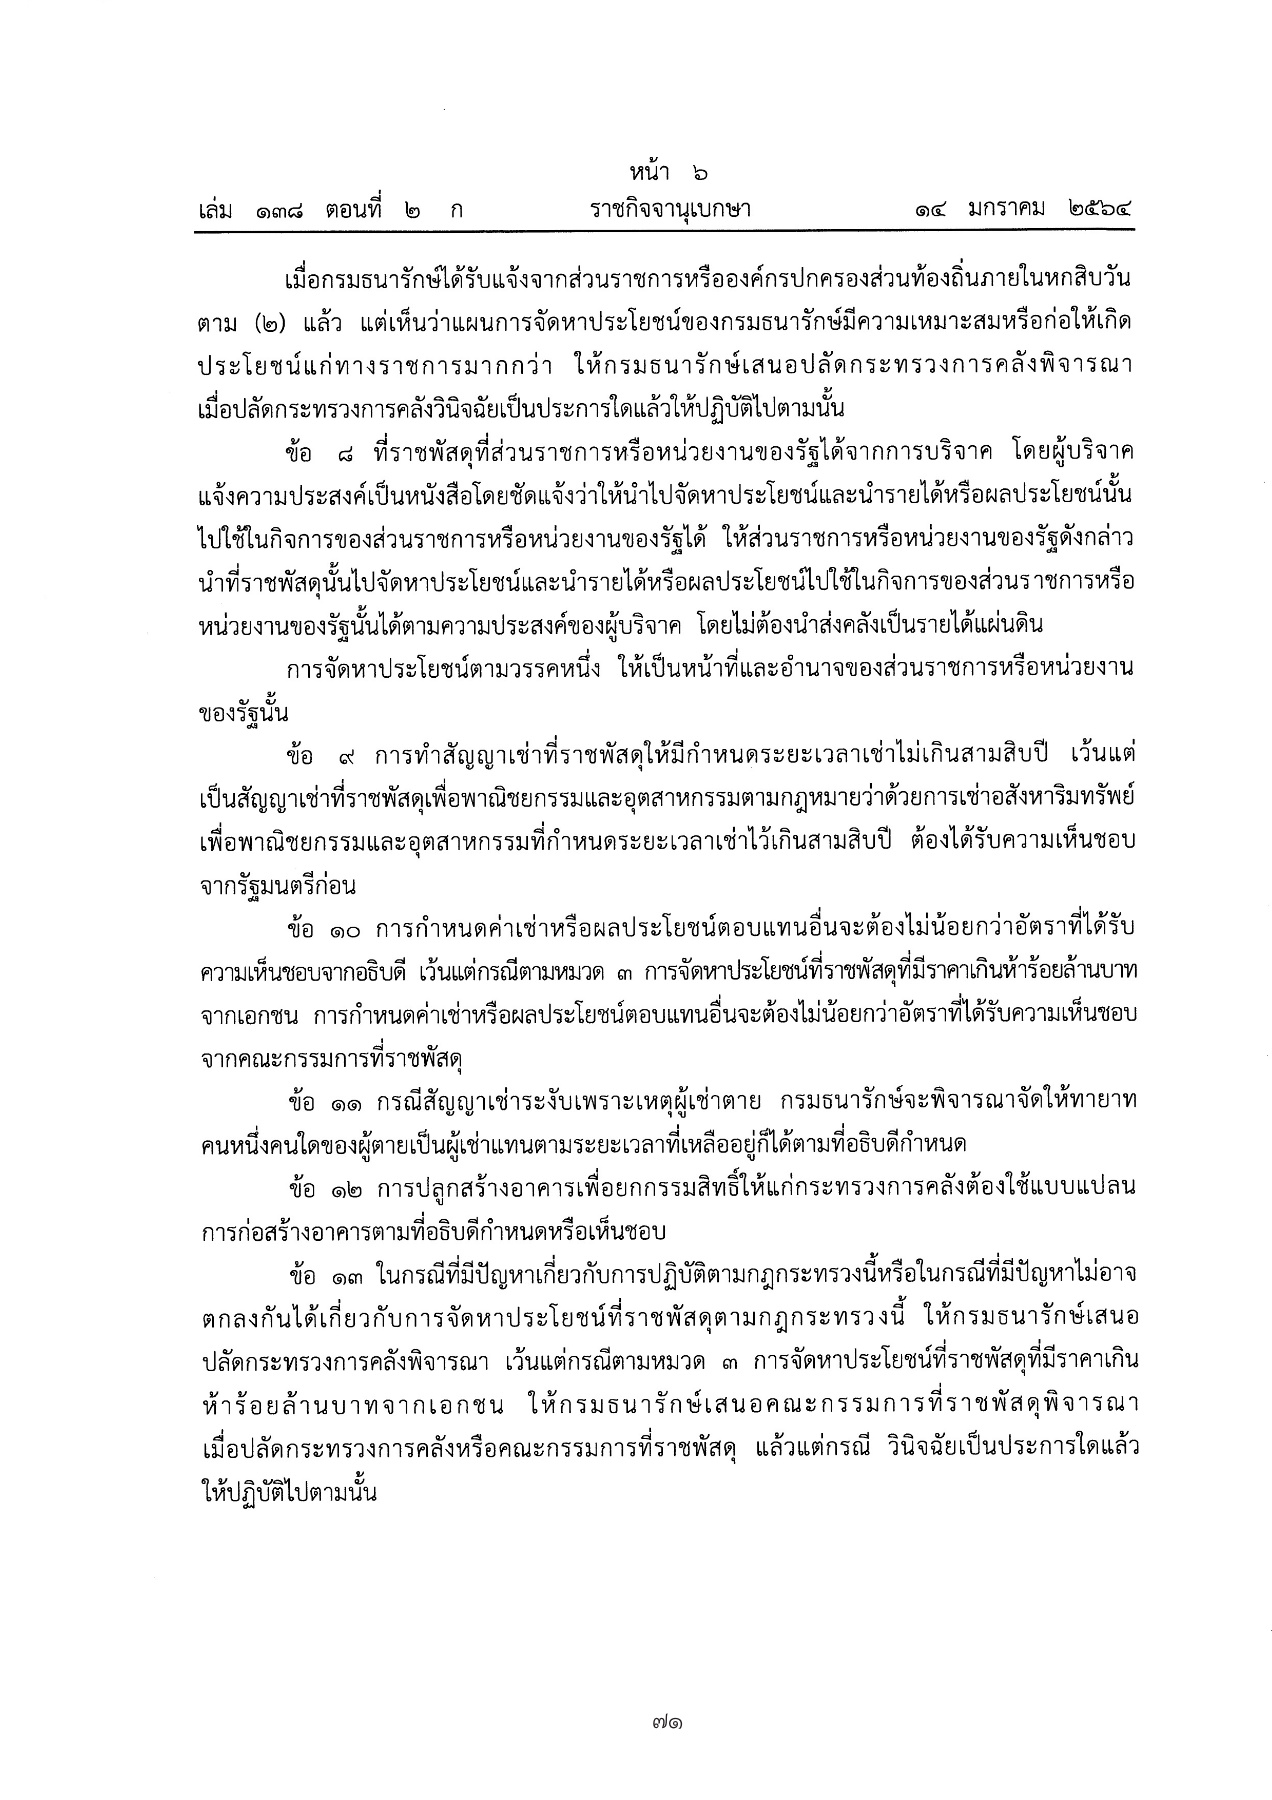 หน้า ๖
เล่ม ๑๓๘ ตอนที่ ๒ ก ราชกิจจานุเบกษา ๑๔ มกราคม ๒๕๖๔
เมื่อกรมธนารักษ์ได้รับแจ้งจากส่วนราชการหรือองค์กรปกครองส่วนท้องถิ่นภายในหกสิบวัน
ตาม (๒) แล้ว แต่เห็นว่าแผนการจัดหาประโยชน์ของกรมธนารักษ์มีความเหมาะสมหรือก่อให้เกิด
ประโยชน์แก่ทางราชการมากกว่า ให้กรมธนารักษ์เสนอปลัดกระทรวงการคลังพิจารณา
เมื่อปลัดกระทรวงการคลังวินิจฉัยเป็นประการใดแล้วให้ปฏิบัติไปตามนั้น
ข้อ ๘ ที่ราชพัสดุที่ส่วนราชการหรือหน่วยงานของรัฐได้จากการบริจาค โดยผู้บริจาค
แจ้งความประสงค์เป็นหนังสือโดยชัดแจ้งว่าให้นำไปจัดหาประโยชน์และนำรายได้หรือผลประโยชน์นั้น
ไปใช้ในกิจการของส่วนราชการหรือหน่วยงานของรัฐได้ ให้ส่วนราชการหรือหน่วยงานของรัฐดังกล่าว
นำที่ราชพัสดุนั้นไปจัดหาประโยชน์และนำรายได้หรือผลประโยชน์ไปใช้ในกิจการของส่วนราชการหรือ
หน่วยงานของรัฐนั้นได้ตามความประสงค์ของผู้บริจาค โดยไม่ต้องนำส่งคลังเป็นรายได้แผ่นดิน
การจัดหาประโยชน์ตามวรรคหนึ่ง ให้เป็นหน้าที่และอำนาจของส่วนราชการหรือหน่วยงาน
ของรัฐนั้น
ข้อ ๙ การทำสัญญาเช่าที่ราชพัสดุให้มีกำหนดระยะเวลาเช่าไม่เกินสามสิบปี เว้นแต่
เป็นสัญญาเช่าที่ราชพัสดุเพื่อพาณิชยกรรมและอุตสาหกรรมตามกฎหมายว่าด้วยการเช่าอสังหาริมทรัพย์
เพื่อพาณิชยกรรมและอุตสาหกรรมที่กำหนดระยะเวลาเช่าไว้เกินสามสิบปี ต้องได้รับความเห็นชอบ
จากรัฐมนตรีก่อน
ข้อ ๑๐ การกำหนดค่าเช่าหรือผลประโยชน์ตอบแทนอื่นจะต้องไม่น้อยกว่าอัตราที่ได้รับ
ความเห็นชอบจากอธิบดี เว้นแต่กรณีตามหมวด ๓ การจัดหาประโยชน์ที่ราชพัสดุที่มีราคาเกินห้าร้อยล้านบาท
จากเอกชน การกำหนดค่าเช่าหรือผลประโยชน์ตอบแทนอื่นจะต้องไม่น้อยกว่าอัตราที่ได้รับความเห็นชอบ
จากคณะกรรมการที่ราชพัสดุ
ข้อ ๑๑ กรณีสัญญาเช่าระงับเพราะเหตุผู้เช่าตาย กรมธนารักษ์จะพิจารณาจัดให้ทายาท
คนหนึ่งคนใดของผู้ตายเป็นผู้เช่าแทนตามระยะเวลาที่เหลืออยู่ก็ได้ตามที่อธิบดีกำหนด
ข้อ ๑๒ การปลูกสร้างอาคารเพื่อยกกรรมสิทธิ์ให้แก่กระทรวงการคลังต้องใช้แบบแปลน
การก่อสร้างอาคารตามที่อธิบดีกำหนดหรือเห็นชอบ
ข้อ ๑๓ ในกรณีที่มีปัญหาเกี่ยวกับการปฏิบัติตามกฎกระทรวงนี้หรือในกรณีที่มีปัญหาไม่อาจ
ตกลงกันได้เกี่ยวกับการจัดหาประโยชน์ที่ราชพัสดุตามกฎกระทรวงนี้ ให้กรมธนารักษ์เสนอ
ปลัดกระทรวงการคลังพิจารณา เว้นแต่กรณีตามหมวด ๓ การจัดหาประโยชน์ที่ราชพัสดุที่มีราคาเกิน
ห้าร้อยล้านบาทจากเอกชน ให้กรมธนารักษ์เสนอคณะกรรมการที่ราชพัสดุพิจารณา
เมื่อปลัดกระทรวงการคลังหรือคณะกรรมการที่ราชพัสดุ แล้วแต่กรณี วินิจฉัยเป็นประการใดแล้ว
ให้ปฏิบัติไปตามนั้น
๗๑